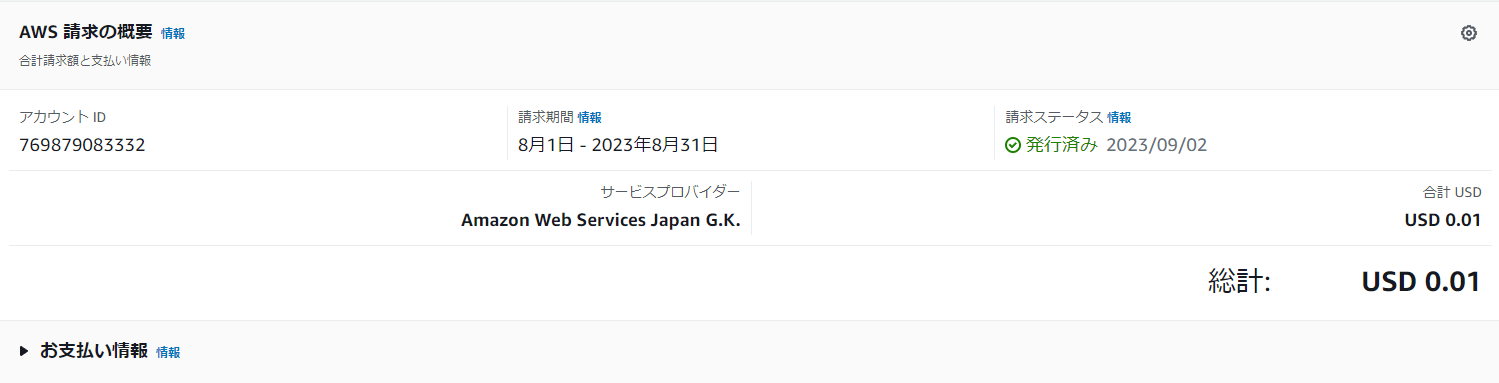 AWS 請求の概要 情報
合計請求額と支払い情報
アカウント ID
769879083332
請求期間 情報
8月1日 - 2023年8月31日
請求ステータス 情報
発行済み 2023/09/02
サービスプロバイダー
Amazon Web Services Japan G.K.
合計 USD
USD 0.01
総計: USD 0.01
お支払い情報 情報